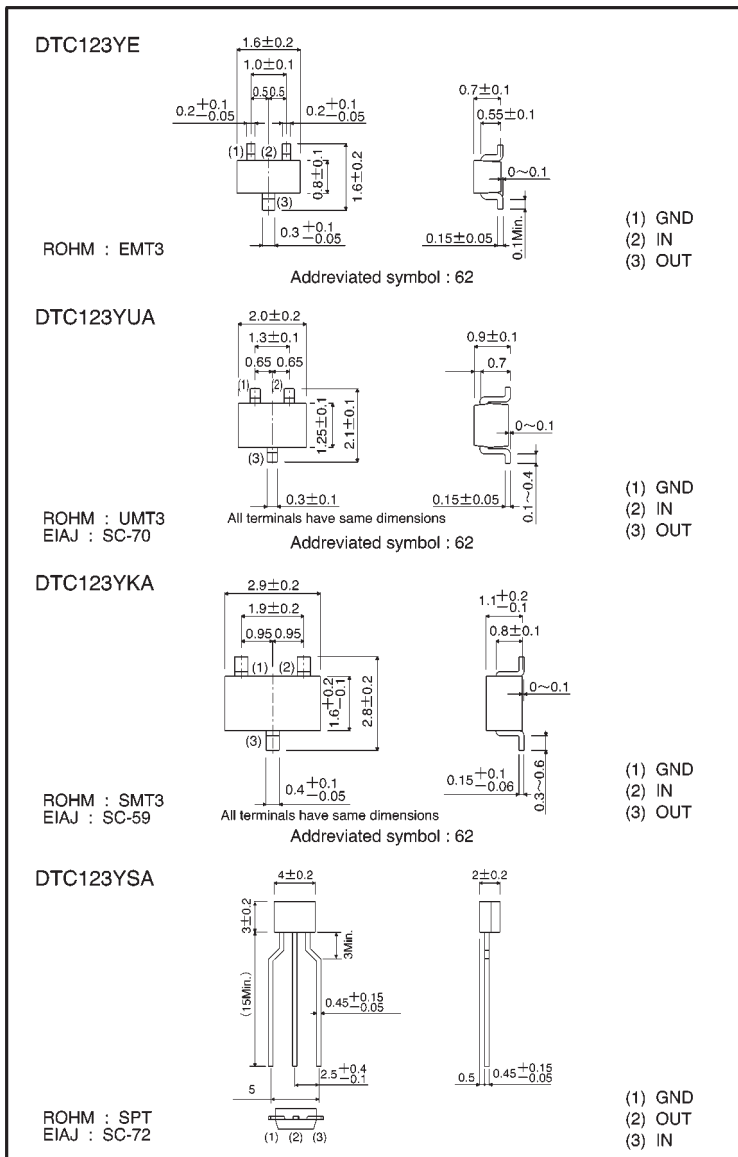 DTC123YE
1.6±0.2
1.0±0.1
0.5 0.5
0.2 +0.1 -0.05
0.2 +0.1 -0.05
(1) (2)
(3)
0.8±0.1
1.6±0.2
0.3 +0.1 -0.05
0.7±0.1
0.55±0.1
0~0.1
0.15±0.05
0.1Min.
ROHM : EMT3
Addreviated symbol : 62
(1) GND
(2) IN
(3) OUT
DTC123YUA
2.0±0.2
1.3±0.1
0.65 0.65
(1) (2)
(3)
1.25±0.1
2.1±0.1
0.3±0.1
0.9±0.1
0.7
0~0.1
0.15±0.05
0.1~0.4
ROHM : UMT3
EIAJ : SC-70
All terminals have same dimensions
Addreviated symbol : 62
(1) GND
(2) IN
(3) OUT
DTC123YKA
2.9±0.2
1.9±0.2
0.95 0.95
(1) (2)
(3)
1.6 +0.2 -0.1
2.8±0.2
0.4 +0.1 -0.05
1.1 +0.2 -0.1
0.8±0.1
0~0.1
0.15 +0.1 -0.06
0.3~0.6
ROHM : SMT3
EIAJ : SC-59
All terminals have same dimensions
Addreviated symbol : 62
(1) GND
(2) IN
(3) OUT
DTC123YSA
4±0.2
3±0.2
(15Min.)
3Min.
0.45 +0.15 -0.05
2.5 +0.4 -0.1
5
(1) (2) (3)
2±0.2
0.5
0.45 +0.15 -0.05
ROHM : SPT
EIAJ : SC-72
(1) GND
(2) OUT
(3) IN